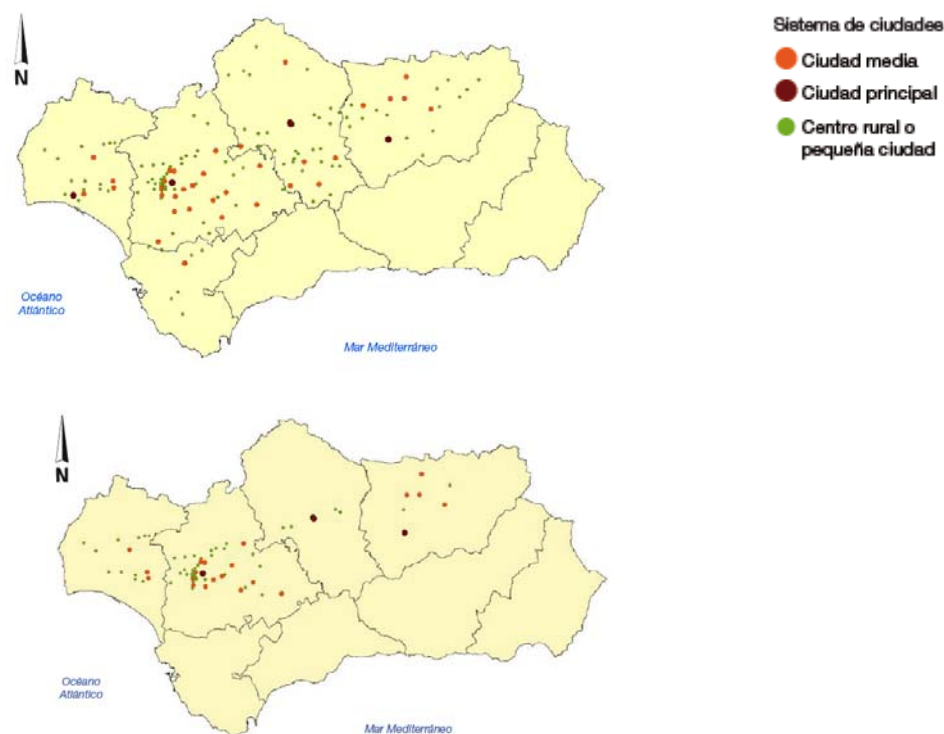 Sistema de ciudades
Ciudad media
Ciudad principal
Centro rural o
pequeña ciudad
N
Océano
Atlántico
Mar Mediterráneo
N
Océano
Atlántico
Mar Mediterráneo